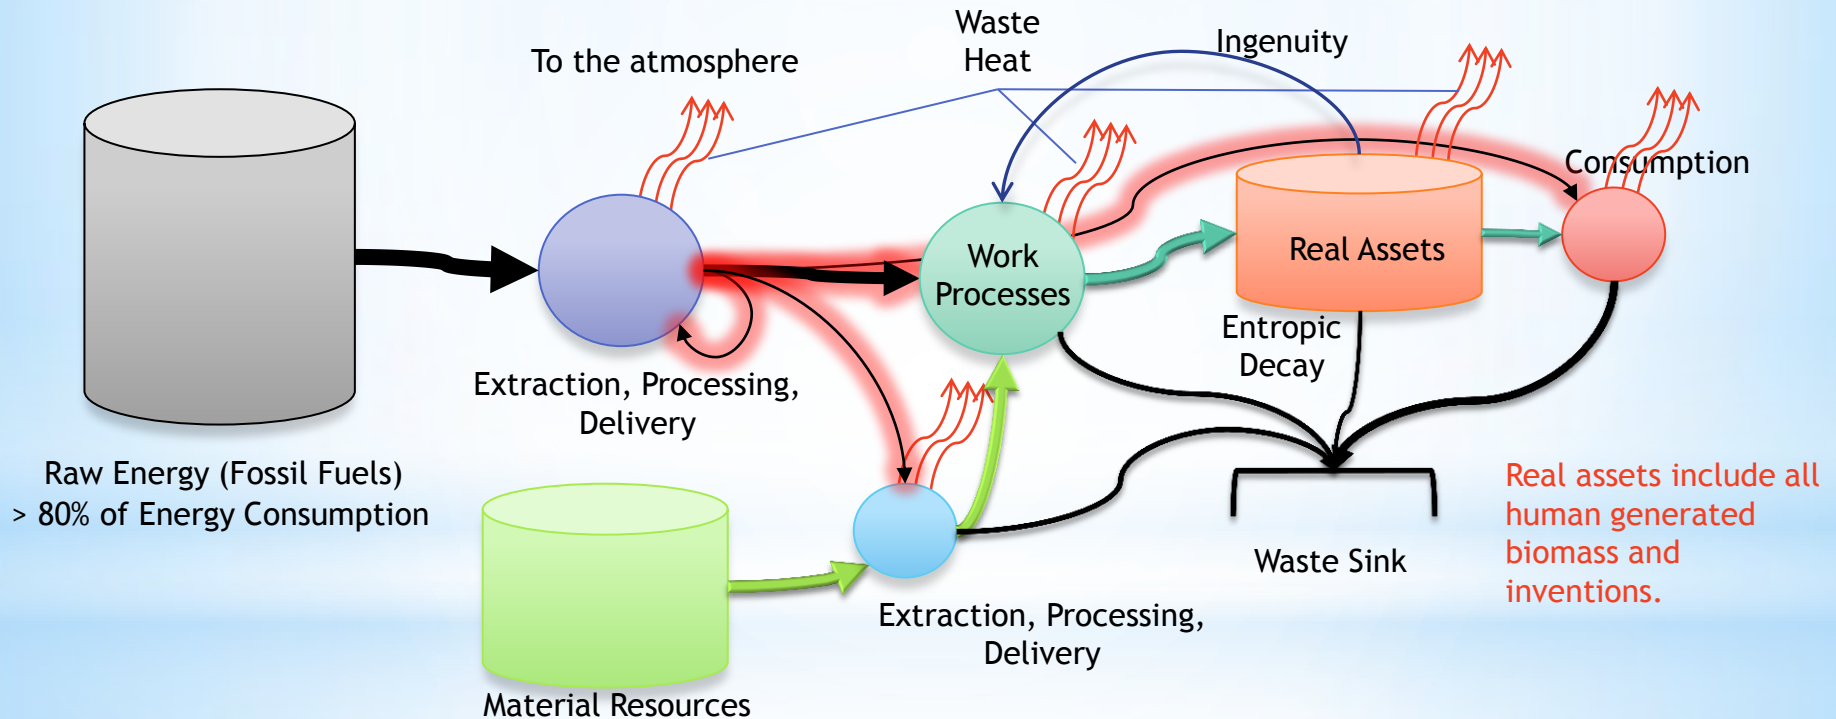 Waste
Heat
To the atmosphere
Ingenuity
Consumption
Work
Processes
Real Assets
Entropic
Decay
Extraction, Processing,
Delivery
Raw Energy (Fossil Fuels)
> 80% of Energy Consumption
Real assets include all
human generated
biomass and
inventions.
Waste Sink
Extraction, Processing,
Delivery
Material Resources